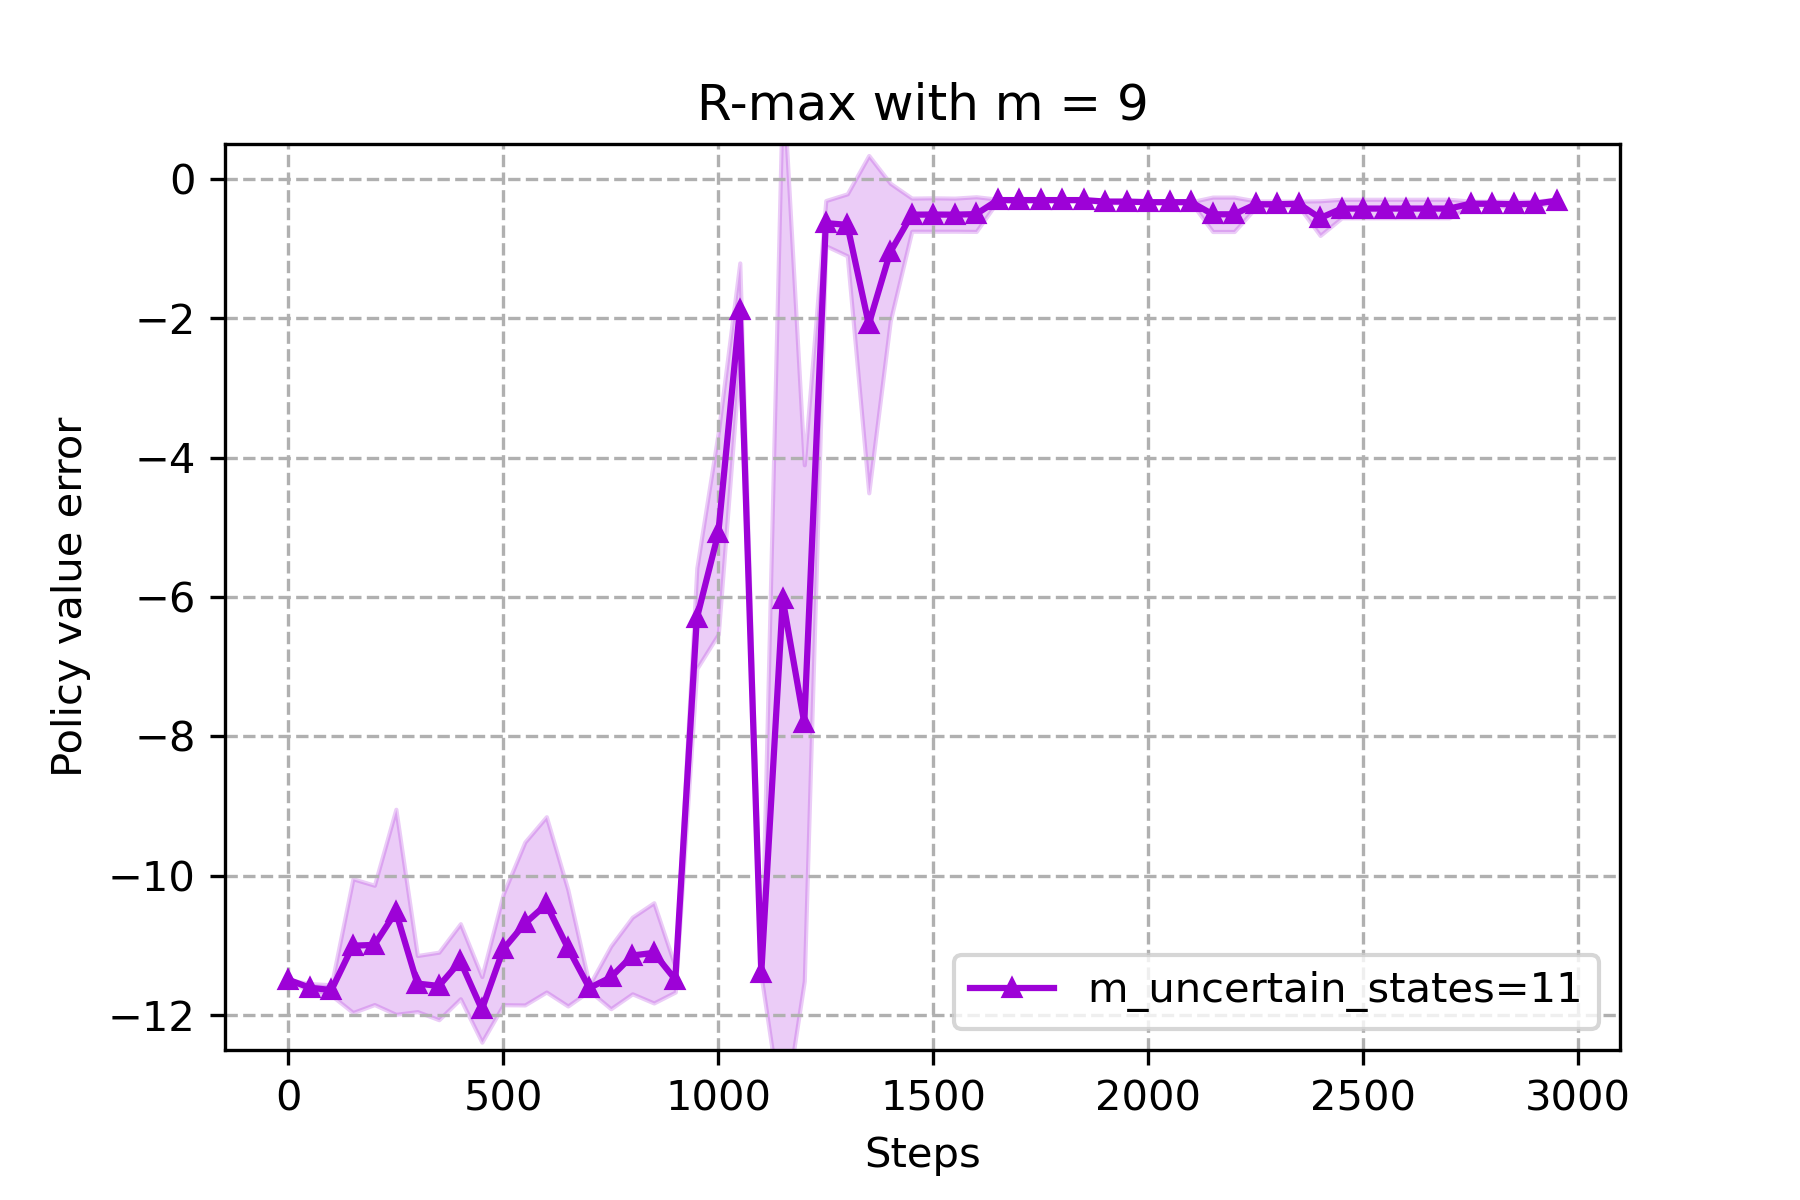 R-max with m = 9
0
−2
−4
−6
−8
−10
−12
Policy value error
m_uncertain_states=11
0 500 1000 1500 2000 2500 3000
Steps